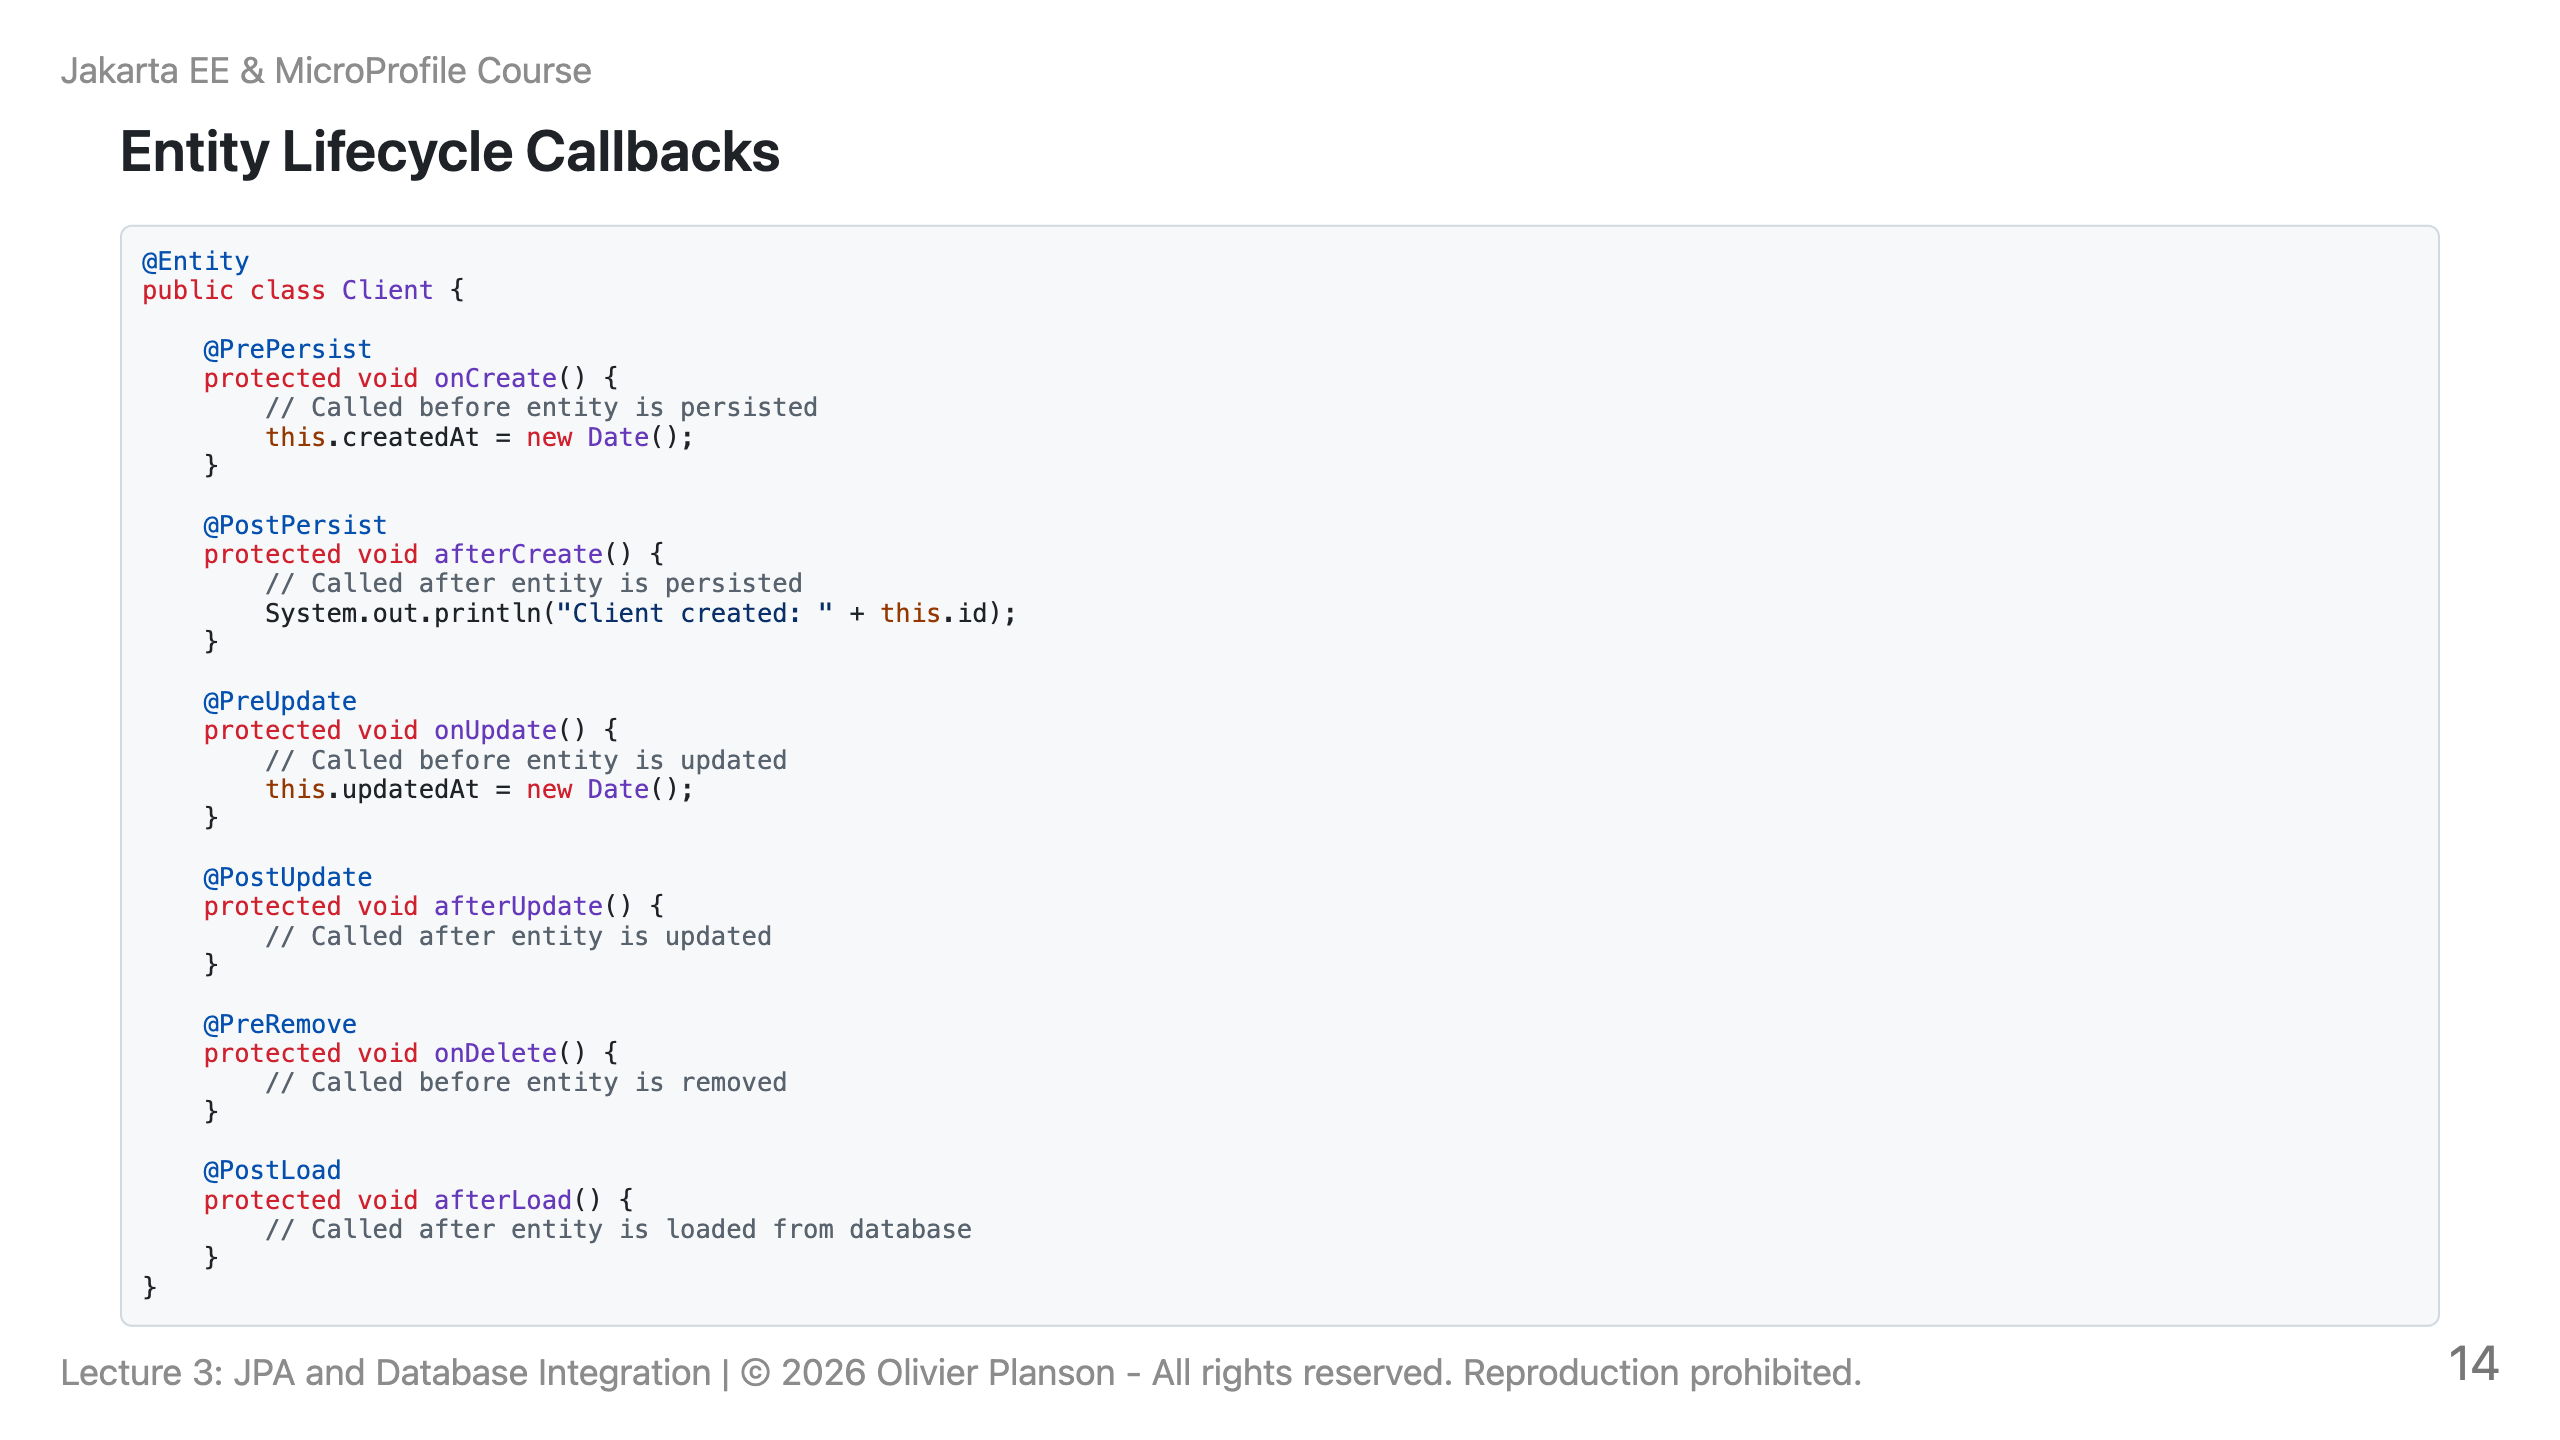 Jakarta EE & MicroProfile Course
Entity Lifecycle Callbacks
@Entity
public class Client {
    @PrePersist
    protected void onCreate() {
        // Called before entity is persisted
        this.createdAt = new Date();
    }
    @PostPersist
    protected void afterCreate() {
        // Called after entity is persisted
        System.out.println("Client created: " + this.id);
    }
    @PreUpdate
    protected void onUpdate() {
        // Called before entity is updated
        this.updatedAt = new Date();
    }
    @PostUpdate
    protected void afterUpdate() {
        // Called after entity is updated
    }
    @PreRemove
    protected void onDelete() {
        // Called before entity is removed
    }
    @PostLoad
    protected void afterLoad() {
        // Called after entity is loaded from database
    }
}
Lecture 3: JPA and Database Integration | © 2026 Olivier Planson - All rights reserved. Reproduction prohibited.
14